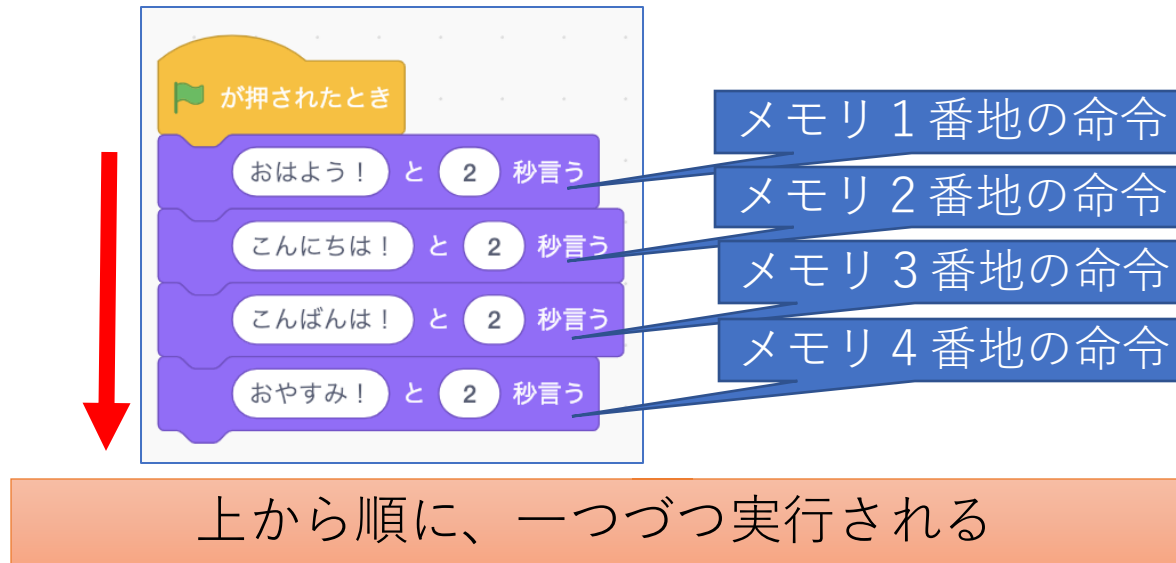 が押されたとき
おはよう！ と 2 秒言う
こんにちは！ と 2 秒言う
こんばんは！ と 2 秒言う
おやすみ！ と 2 秒言う
メモリ１番地の命令
メモリ２番地の命令
メモリ３番地の命令
メモリ４番地の命令
上から順に、一つづつ実行される